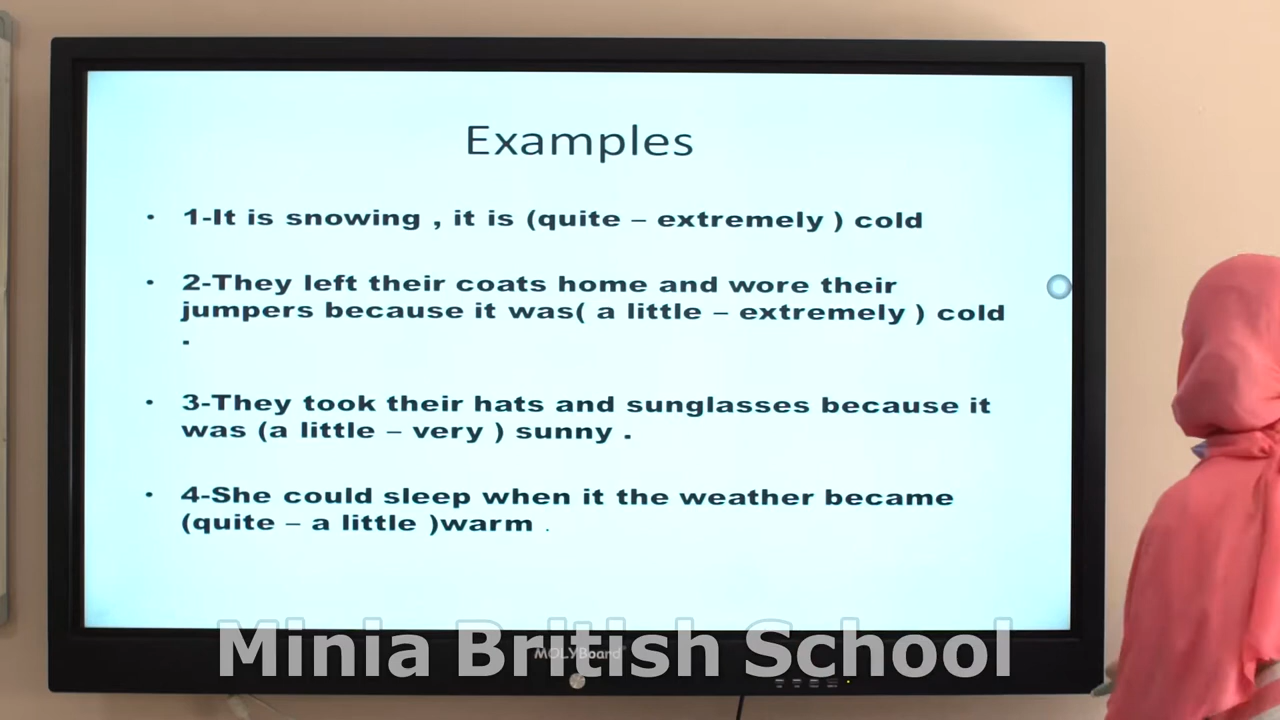 Examples
• 1-It is snowing , it is (quite – extremely ) cold
• 2-They left their coats home and wore their
jumpers because it was( a little – extremely ) cold
.
• 3-They took their hats and sunglasses because it
was (a little – very ) sunny .
• 4-She could sleep when it the weather became
(quite – a little )warm .
Minia British School
MOLYBoard